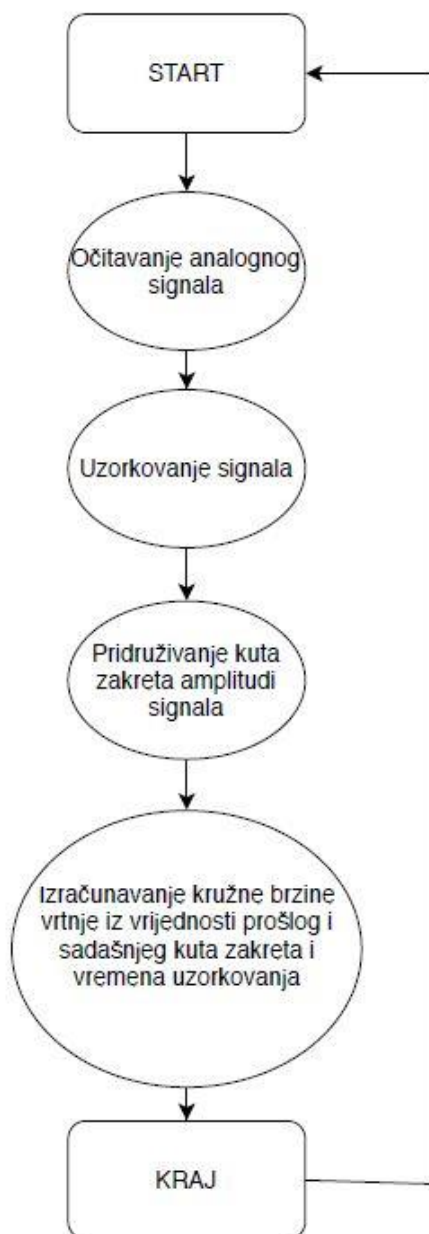 START
Očitavanje analognog
signala
Uzorkovanje signala
Pridruživanje kuta
zakreta amplitudi
signala
Izračunavanje kružne brzine
vrtnje iz vrijednosti prošlog i
sadašnjeg kuta zakreta i
vremena uzorkovanja
KRAJ